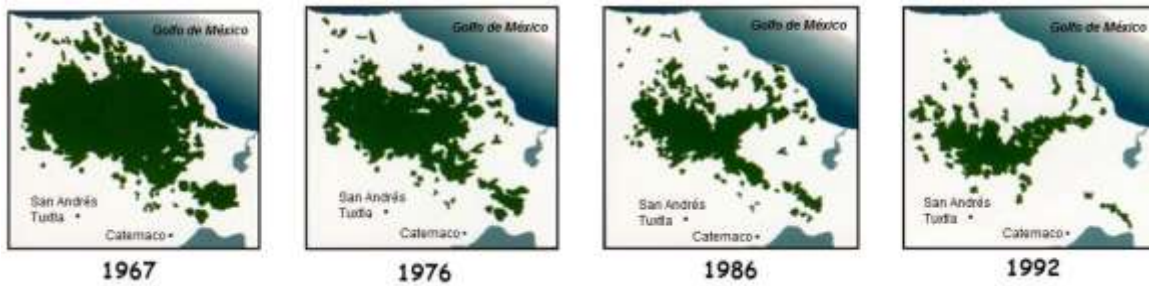 Golfo de México
San Andrés
Tuxtla
Catemaco
1967
Golfo de México
San Andrés
Tuxtla
Catemaco
1976
Golfo de México
San Andrés
Tuxtla
Catemaco
1986
Golfo de México
San Andrés
Tuxtla
Catemaco
1992